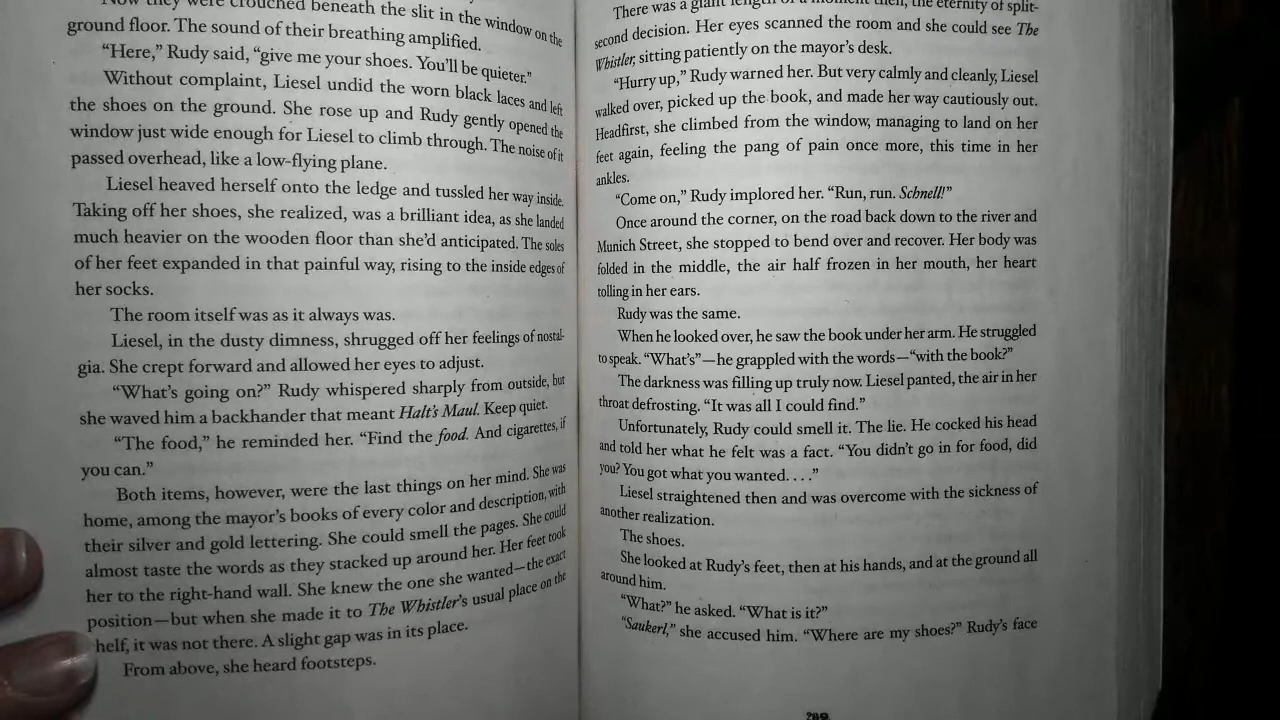 Now they were crouched beneath the slit in the window on the
ground floor. The sound of their breathing amplified.
“Here,” Rudy said, “give me your shoes. You’ll be quieter.”
Without complaint, Liesel undid the worn black laces and left
the shoes on the ground. She rose up and Rudy gently opened the
window just wide enough for Liesel to climb through. The noise of it
passed overhead, like a low-flying plane.
Liesel heaved herself onto the ledge and tussled her way inside.
Taking off her shoes, she realized, was a brilliant idea, as she landed
much heavier on the wooden floor than she’d anticipated. The soles
of her feet expanded in that painful way, rising to the inside edges of
her socks.
The room itself was as it always was.
Liesel, in the dusty dimness, shrugged off her feelings of nostal-
gia. She crept forward and allowed her eyes to adjust.
“What’s going on?” Rudy whispered sharply from outside, but
she waved him a backhander that meant Halt’s Maul. Keep quiet.
“The food,” he reminded her. “Find the food. And cigarettes, if
you can.”
Both items, however, were the last things on her mind. She was
home, among the mayor’s books of every color and description, with
their silver and gold lettering. She could smell the pages. She could
almost taste the words as they stacked up around her. Her feet took
her to the right-hand wall. She knew the one she wanted—the exact
position—but when she made it to The Whistler’s usual place on the
helf, it was not there. A slight gap was in its place.
From above, she heard footsteps.
There was a giant length of a moment then, the eternity of split-
second decision. Her eyes scanned the room and she could see The
Whistler, sitting patiently on the mayor’s desk.
“Hurry up,” Rudy warned her. But very calmly and cleanly, Liesel
walked over, picked up the book, and made her way cautiously out.
Headfirst, she climbed from the window, managing to land on her
feet again, feeling the pang of pain once more, this time in her
ankles.
“Come on,” Rudy implored her. “Run, run. Schnell!”
Once around the corner, on the road back down to the river and
Munich Street, she stopped to bend over and recover. Her body was
folded in the middle, the air half frozen in her mouth, her heart
tolling in her ears.
Rudy was the same.
When he looked over, he saw the book under her arm. He struggled
to speak. “What’s”—he grappled with the words—“with the book?”
The darkness was filling up truly now. Liesel panted, the air in her
throat defrosting. “It was all I could find.”
Unfortunately, Rudy could smell it. The lie. He cocked his head
and told her what he felt was a fact. “You didn’t go in for food, did
you? You got what you wanted. . . .”
Liesel straightened then and was overcome with the sickness of
another realization.
The shoes.
She looked at Rudy’s feet, then at his hands, and at the ground all
around him.
“What?” he asked. “What is it?”
“Saukerl,” she accused him. “Where are my shoes?” Rudy’s face
289